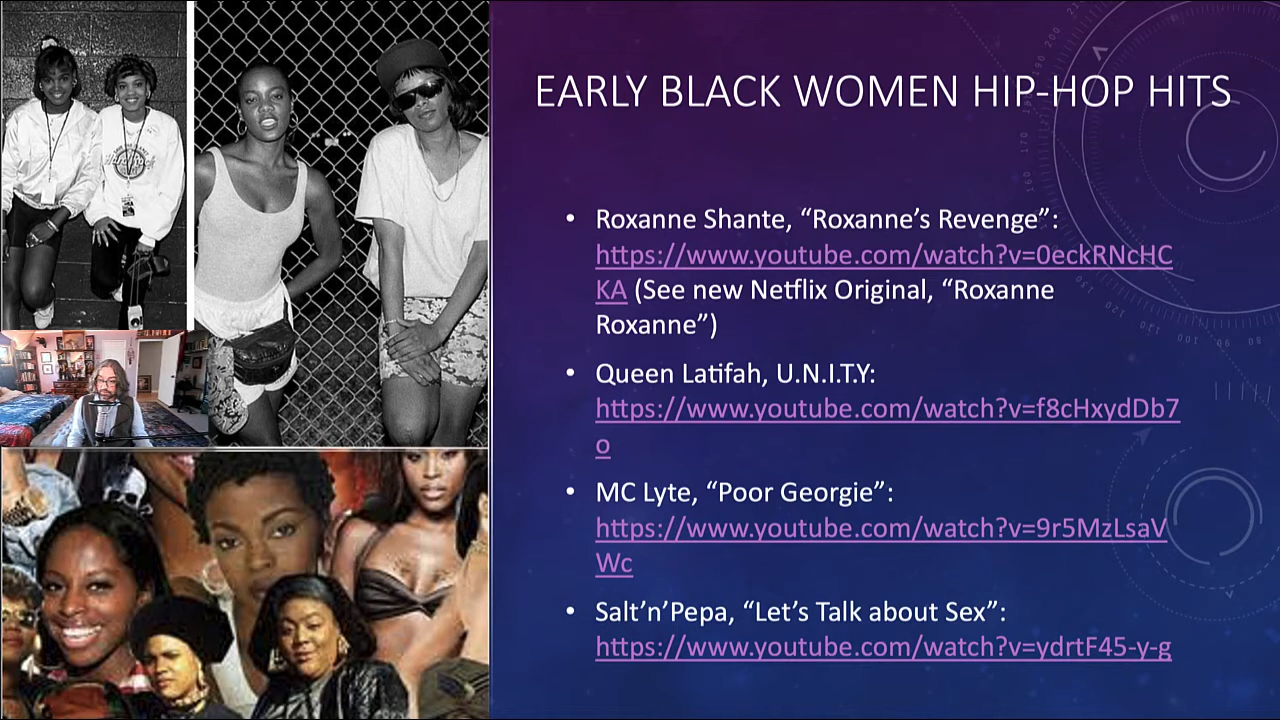 EARLY BLACK WOMEN HIP-HOP HITS
• Roxanne Shante, “Roxanne’s Revenge”:
https://www.youtube.com/watch?v=0eckRNcHC
KA (See new Netflix Original, “Roxanne
Roxanne”)
• Queen Latifah, U.N.I.T.Y:
https://www.youtube.com/watch?v=f8cHxydDb7
o
• MC Lyte, “Poor Georgie”:
https://www.youtube.com/watch?v=9r5MzLsaV
Wc
• Salt’n’Pepa, “Let’s Talk about Sex”:
https://www.youtube.com/watch?v=ydrtF45-y-g